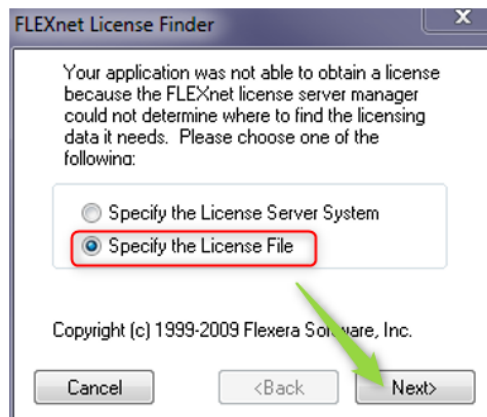 FLEXnet License Finder
Your application was not able to obtain a license
because the FLEXnet license server manager
could not determine where to find the licensing
data it needs. Please choose one of the
following:
Specify the License Server System
Specify the License File
Copyright (c) 1999-2009 Flexera Software, Inc.
Cancel
<Back
Next>